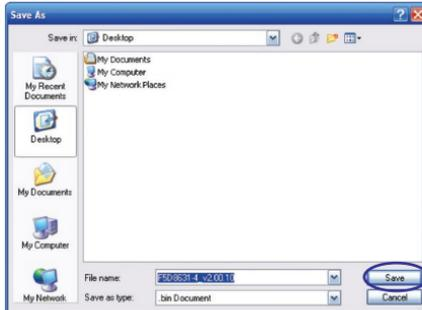 Save As
Save in:
Desktop
My Documents
My Computer
My Network Places
My Recent
Documents
Desktop
My Documents
My Computer
My Network
File name:
F5D8631-4_v2.00.10
Save
Save as type:
.bin Document
Cancel